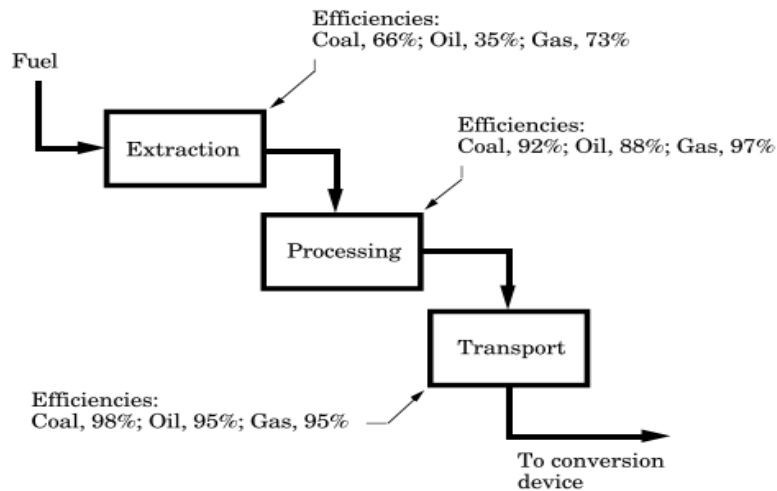 Efficiencies:
Coal, 66%; Oil, 35%; Gas, 73%
Fuel
Extraction
Efficiencies:
Coal, 92%; Oil, 88%; Gas, 97%
Processing
Transport
Efficiencies:
Coal, 98%; Oil, 95%; Gas, 95%
To conversion
device